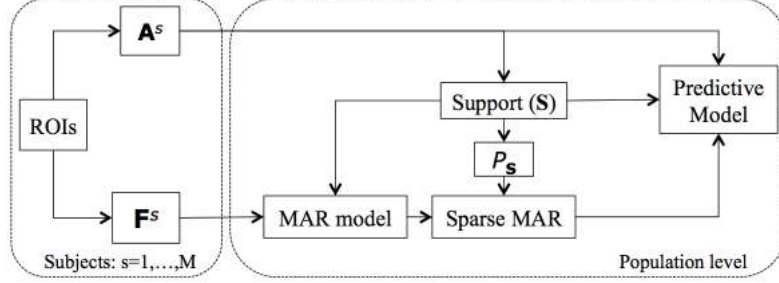 A^s
ROIs
F^s
Subjects: s=1,…,M
Support (S)
P_S
MAR model
Sparse MAR
Predictive
Model
Population level